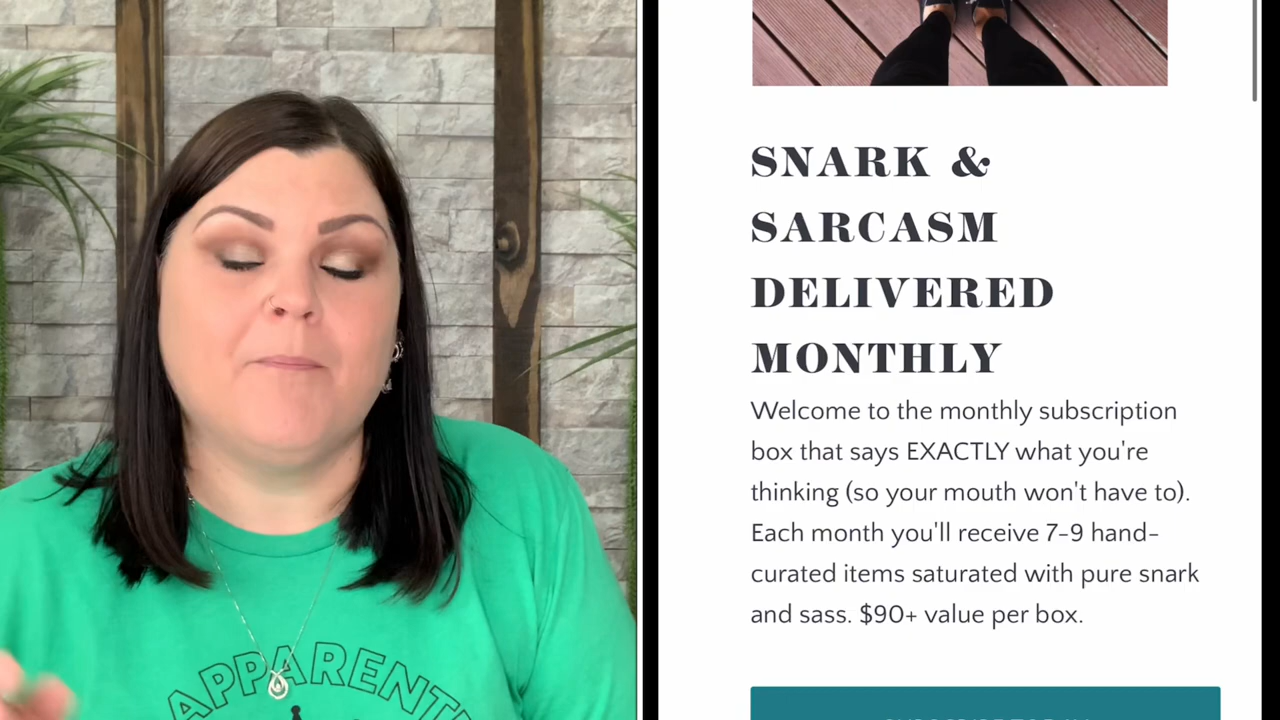 APPARENT
SNARK &
SARCASM
DELIVERED
MONTHLY
Welcome to the monthly subscription
box that says EXACTLY what you're
thinking (so your mouth won't have to).
Each month you'll receive 7-9 hand-
curated items saturated with pure snark
and sass. $90+ value per box.